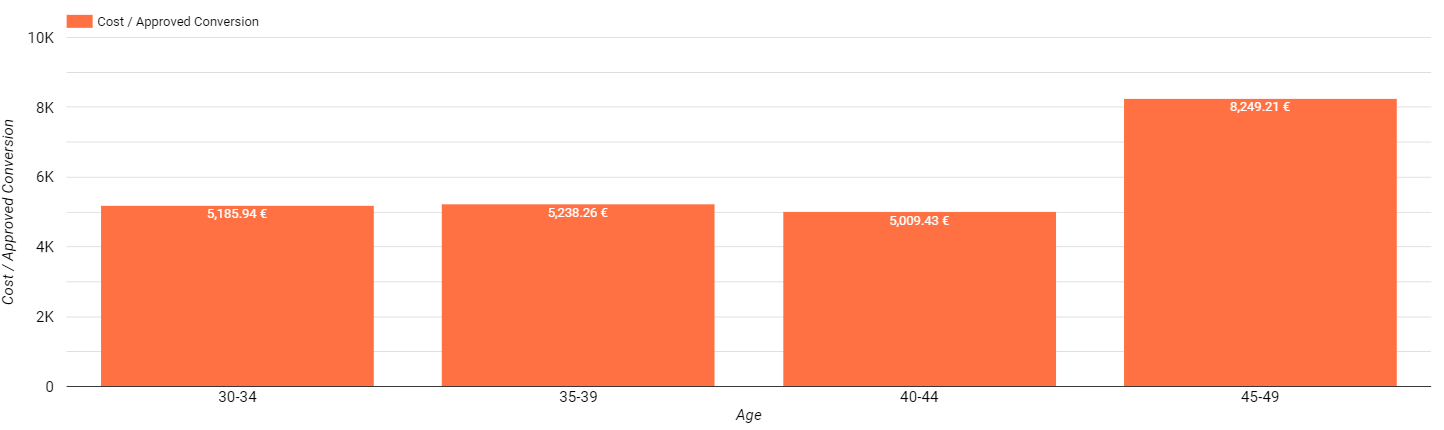 Cost / Approved Conversion
Cost / Approved Conversion
10K
8K
6K
4K
2K
0
5,185.94 €
5,238.26 €
5,009.43 €
8,249.21 €
30-34
35-39
40-44
45-49
Age